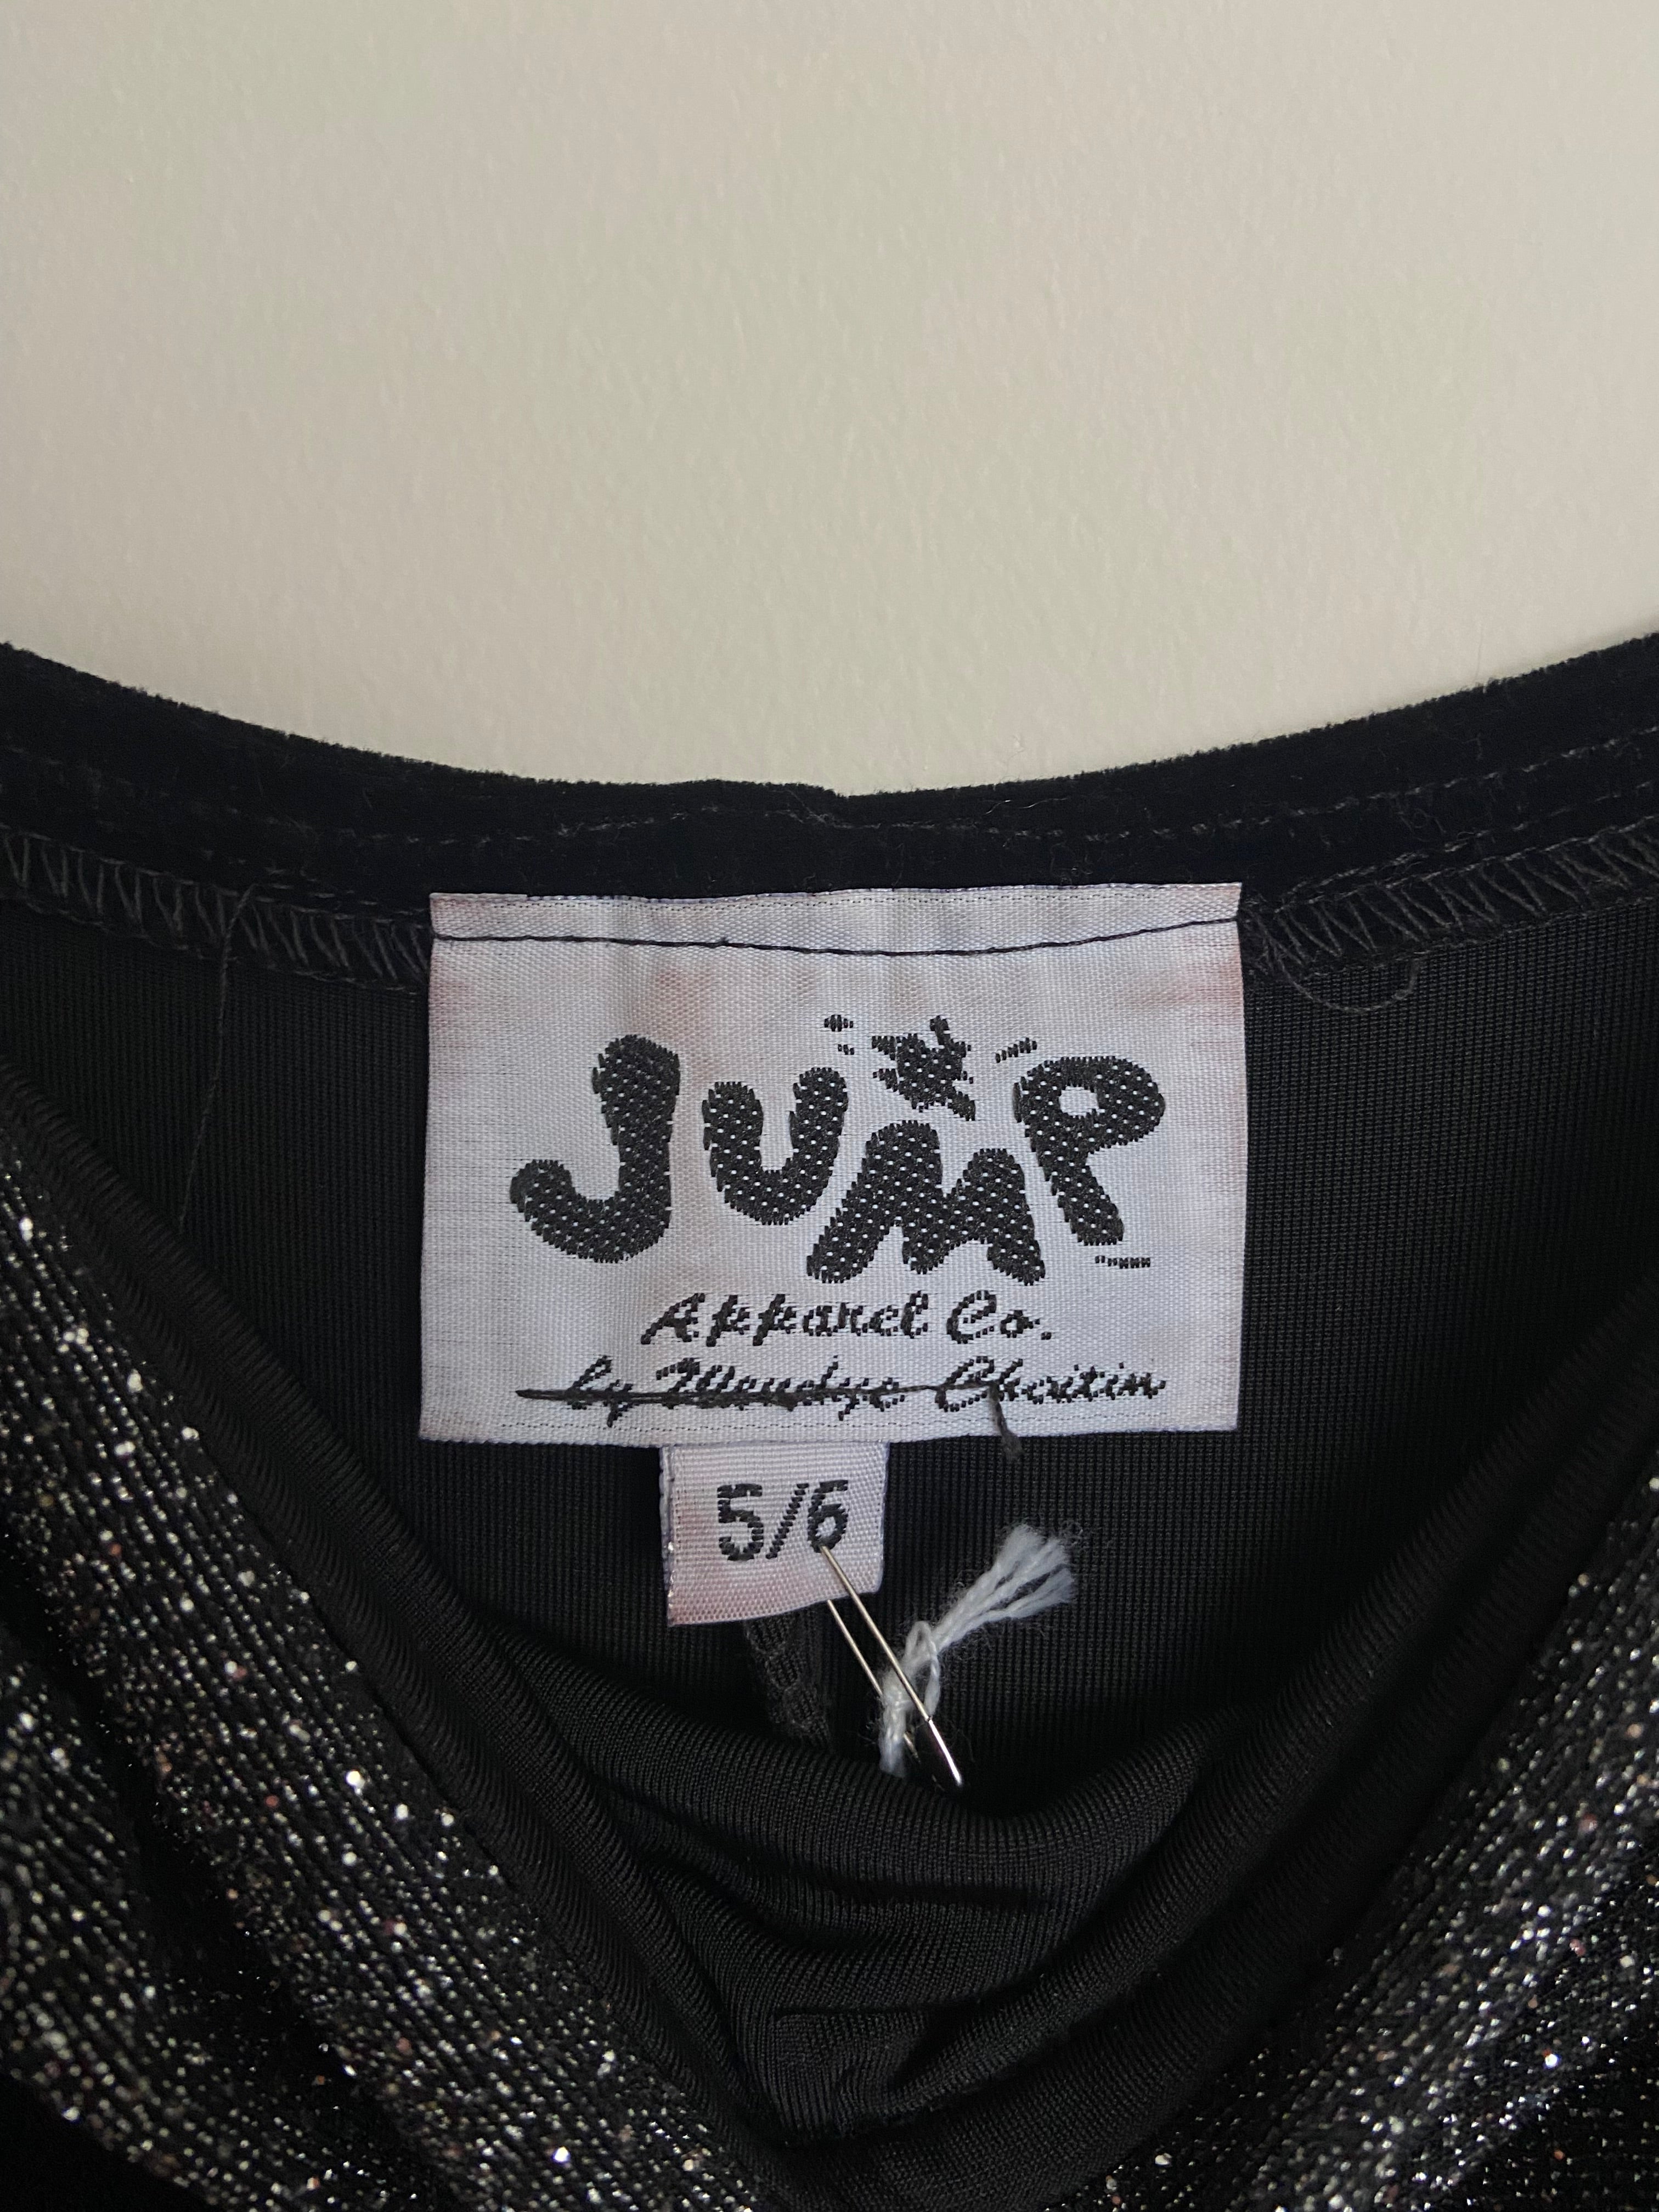 JUMP
Apparel Co.
by Wendye Chaitin
5/6